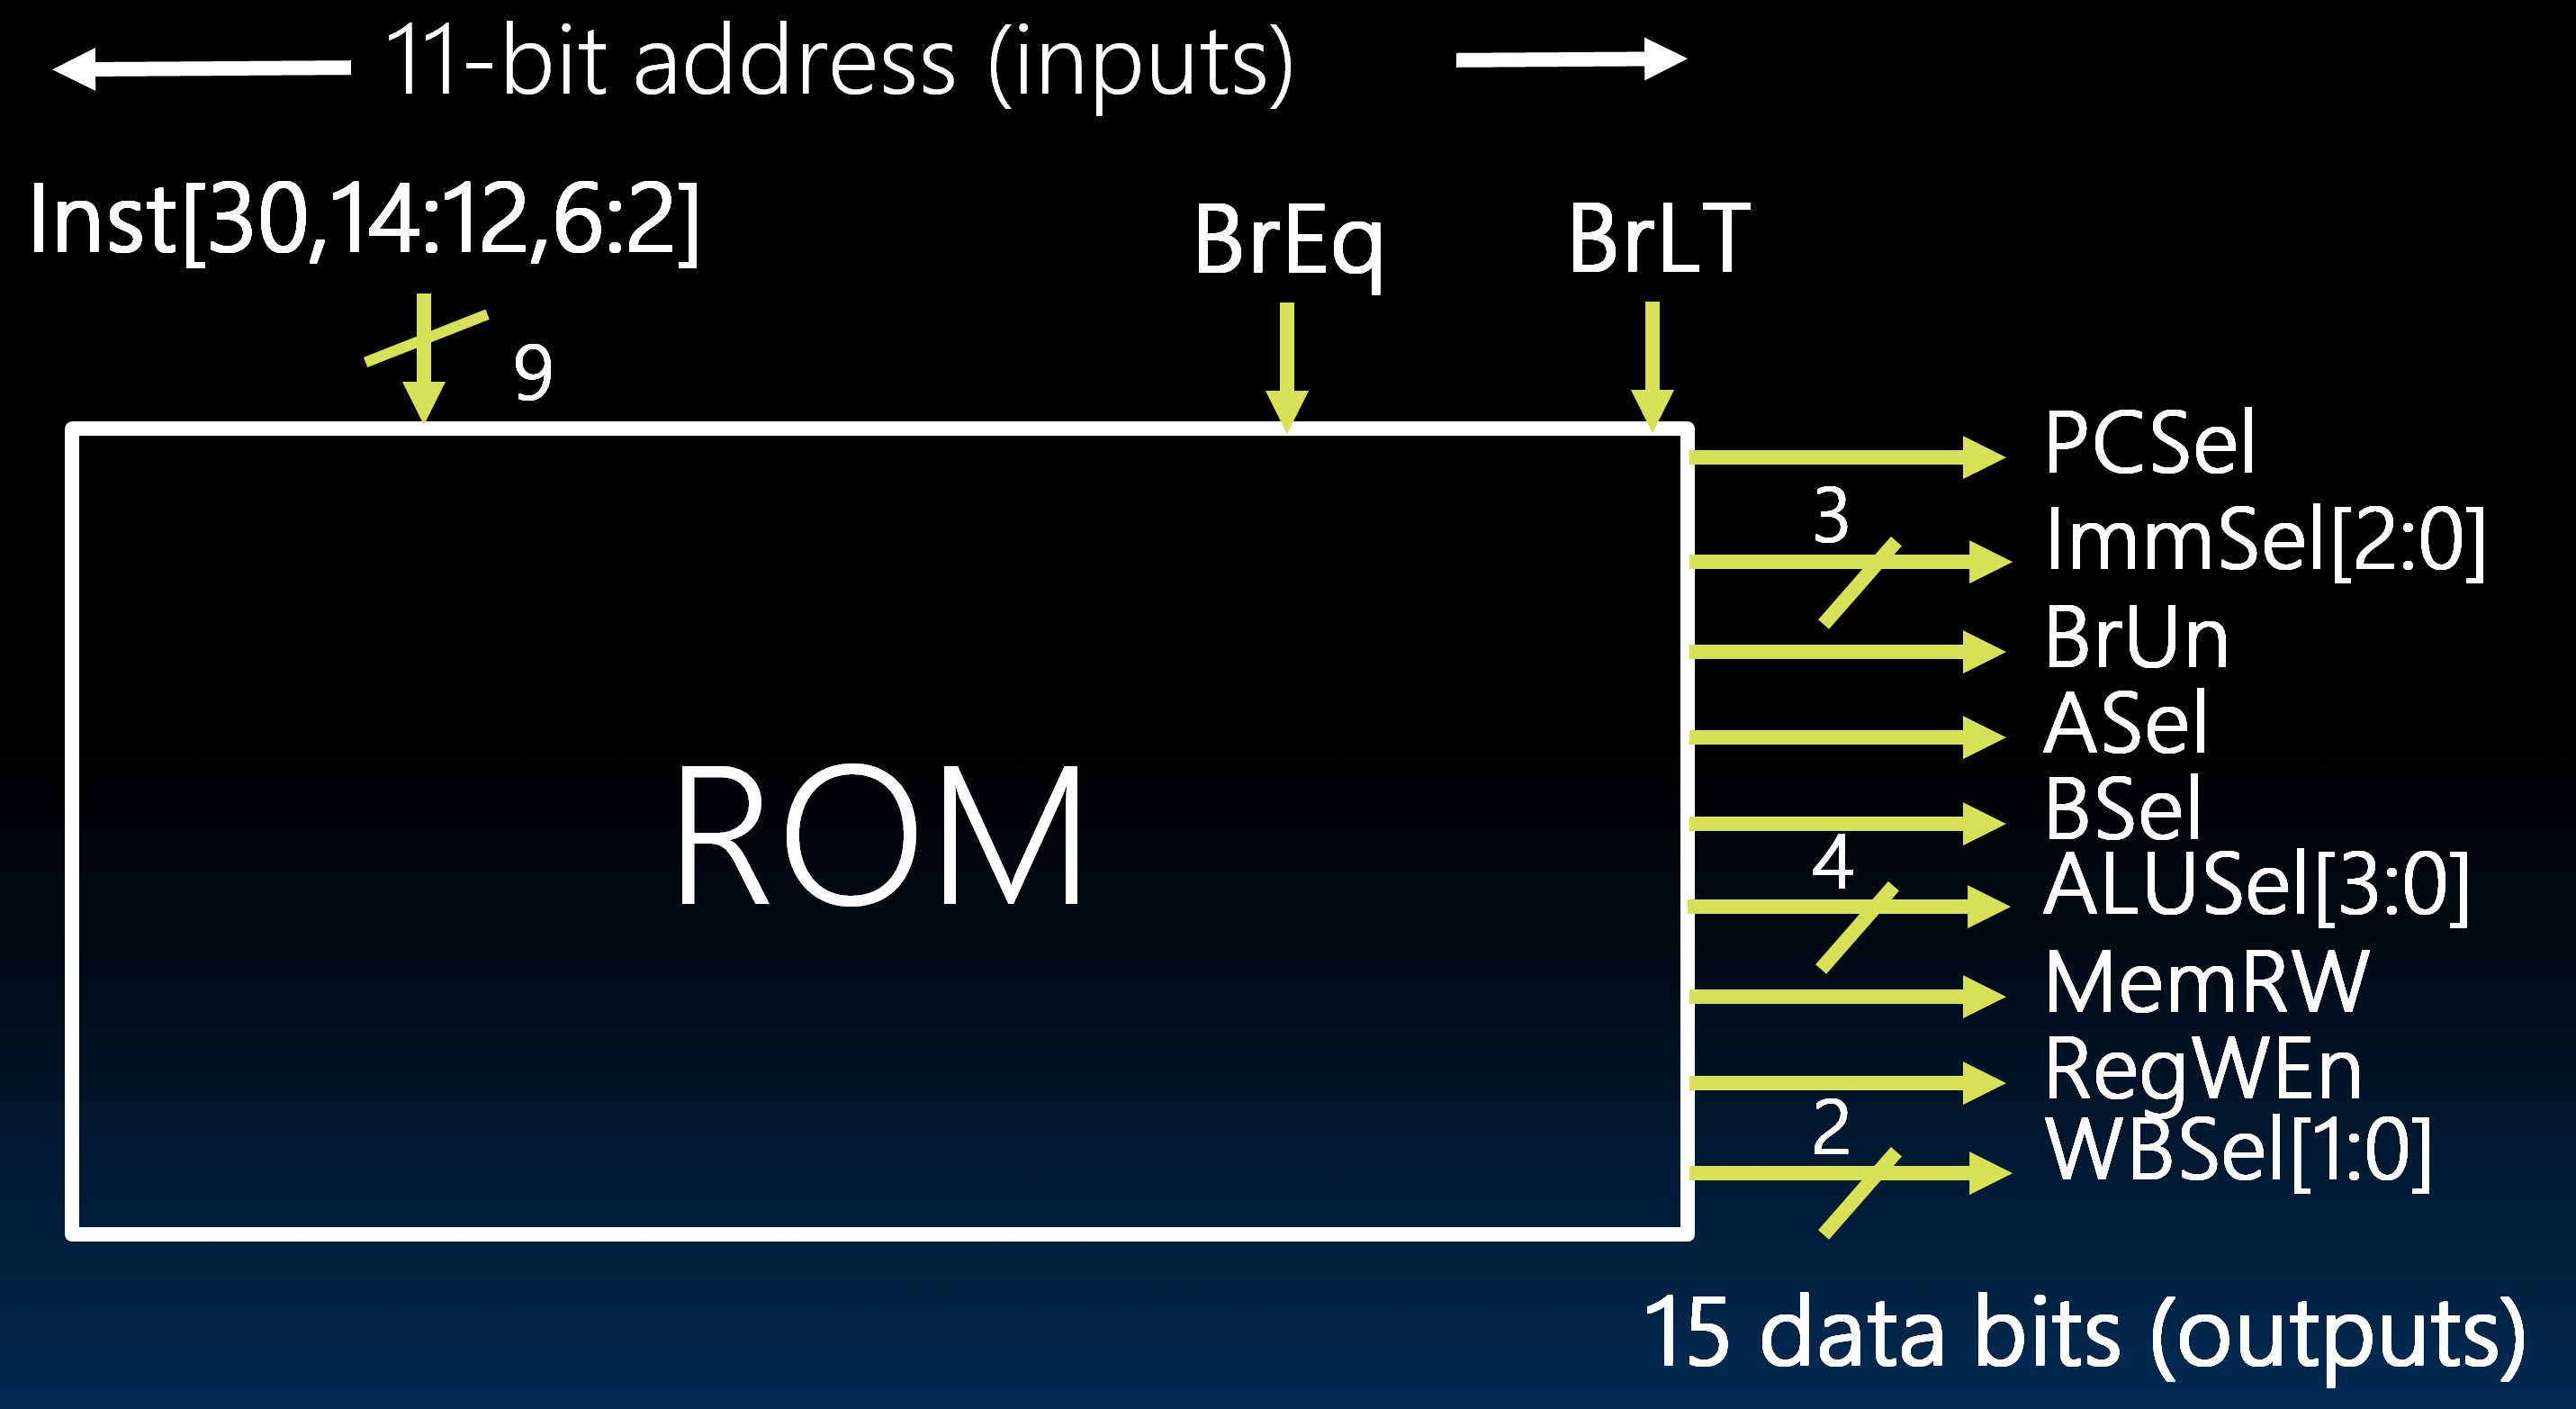 11-bit address (inputs)
Inst[30,14:12,6:2]
BrEq
BrLT
9
PCSel
3
ImmSel[2:0]
BrUn
ASel
BSel
4
ALUSel[3:0]
ROM
MemRW
RegWEn
2
WBSel[1:0]
15 data bits (outputs)